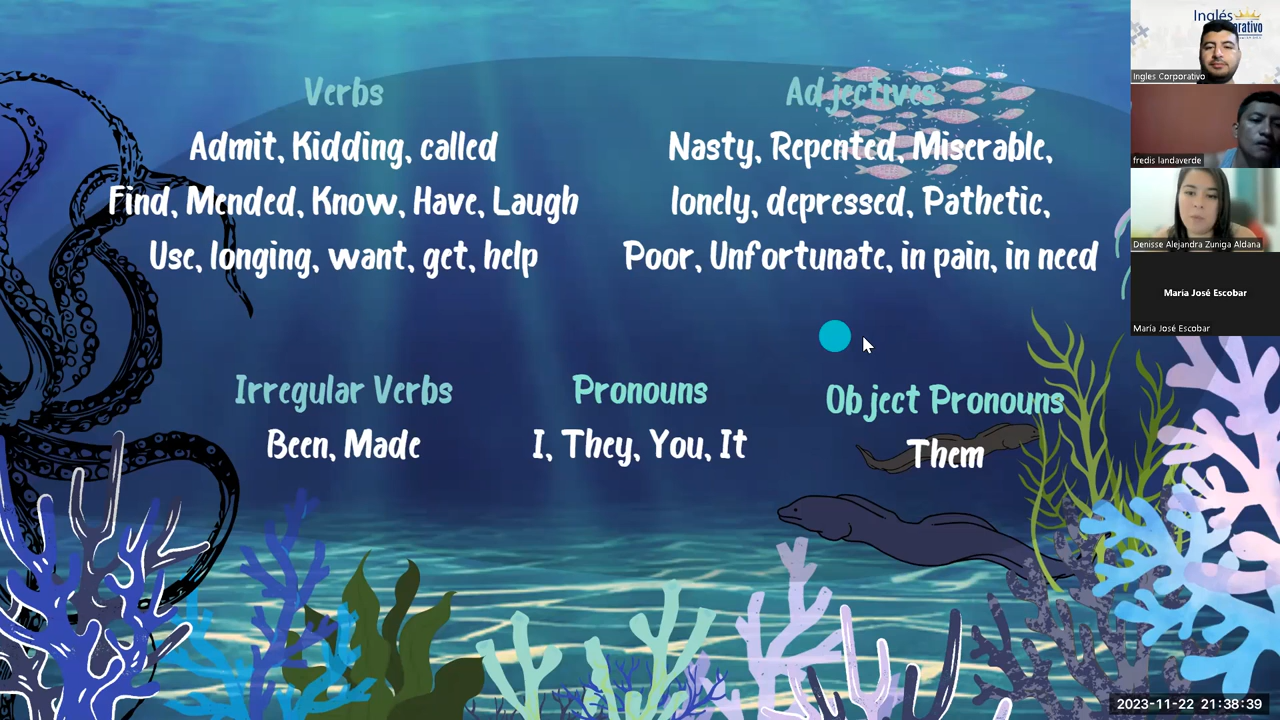 Verbs
Admit, Kidding, called
Find, Mended, Know, Have, Laugh
Use, longing, want, get, help
Adjectives
Nasty, Repented, Miserable,
lonely, depressed, Pathetic,
Poor, Unfortunate, in pain, in need
Irregular Verbs
Been, Made
Pronouns
I, They, You, It
Object Pronouns
Them
Inglés
Ingles Corporativo
fredis landaverde
Denisse Alejandra Zuniga Aldana
Maria José Escobar
María José Escobar
2023-11-22 21:38:39